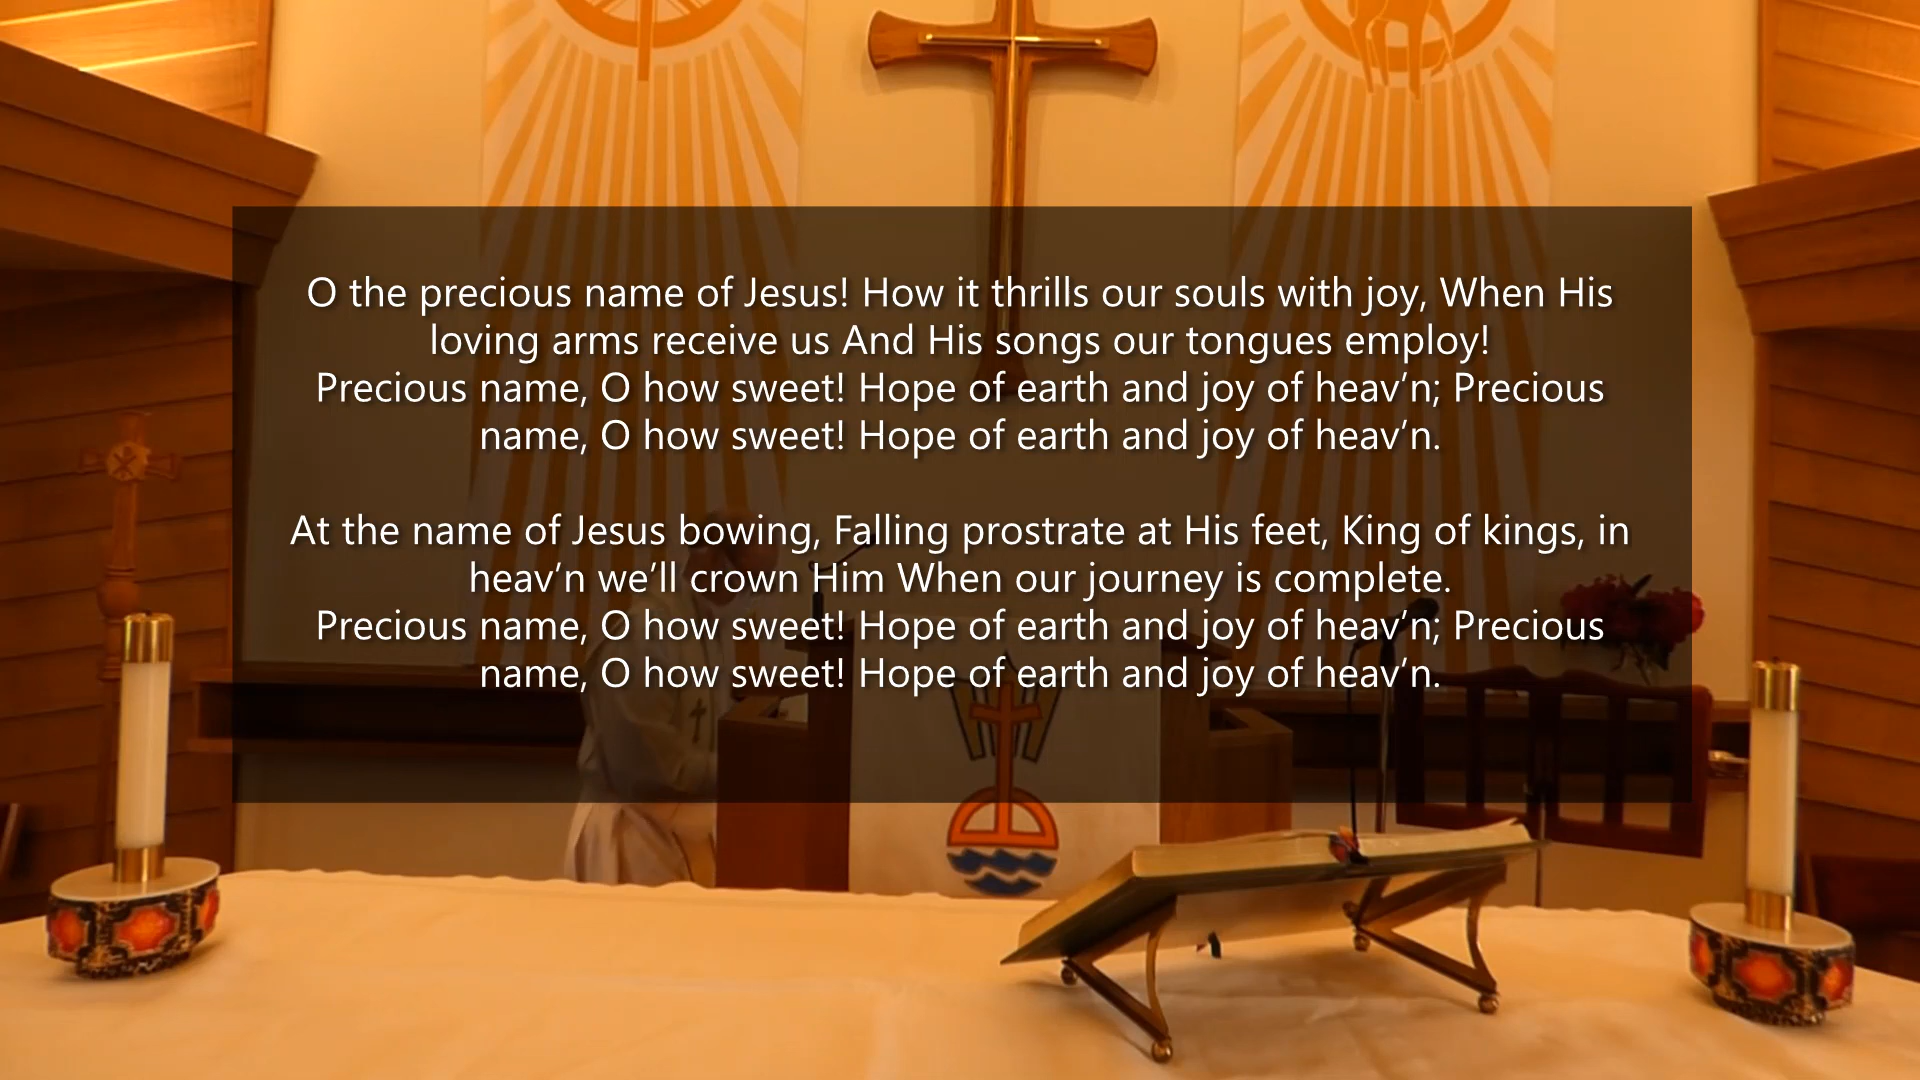 O the precious name of Jesus! How it thrills our souls with joy, When His
loving arms receive us And His songs our tongues employ!
Precious name, O how sweet! Hope of earth and joy of heav’n; Precious
name, O how sweet! Hope of earth and joy of heav’n.
At the name of Jesus bowing, Falling prostrate at His feet, King of kings, in
heav’n we’ll crown Him When our journey is complete.
Precious name, O how sweet! Hope of earth and joy of heav’n; Precious
name, O how sweet! Hope of earth and joy of heav’n.